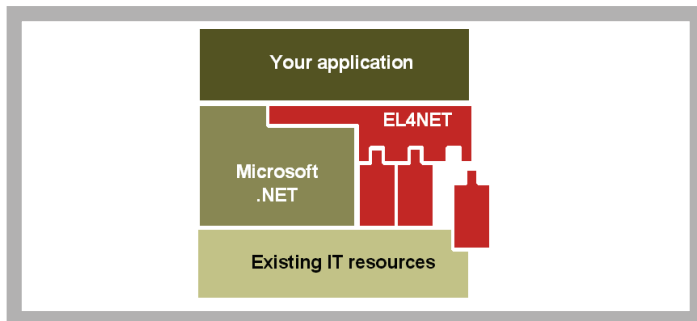 Your application
EL4NET
Microsoft
.NET
Existing IT resources